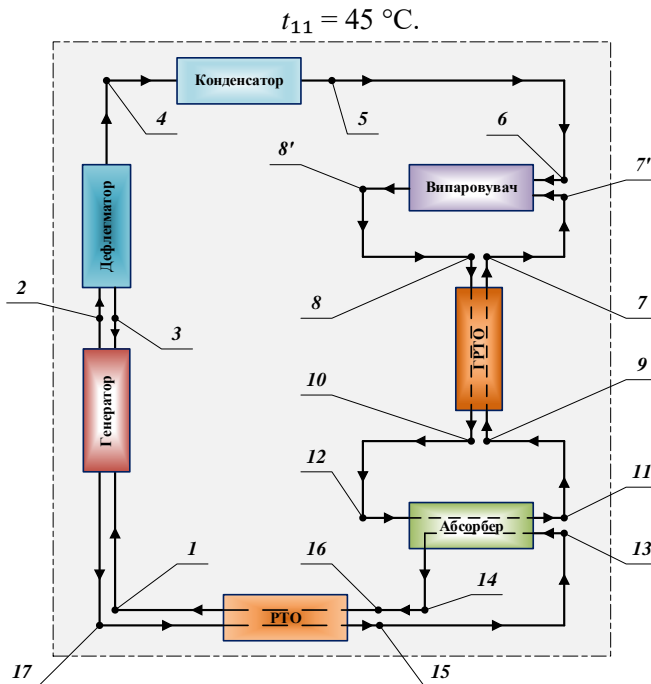 t₁₁ = 45 °C.
Конденсатор
4
5
6
8'
7'
Випаровувач
Дефлегматор
2
3
8
7
ГРТО
Генератор
10
9
12
11
Абсорбер
1
16
14
13
РТО
17
15